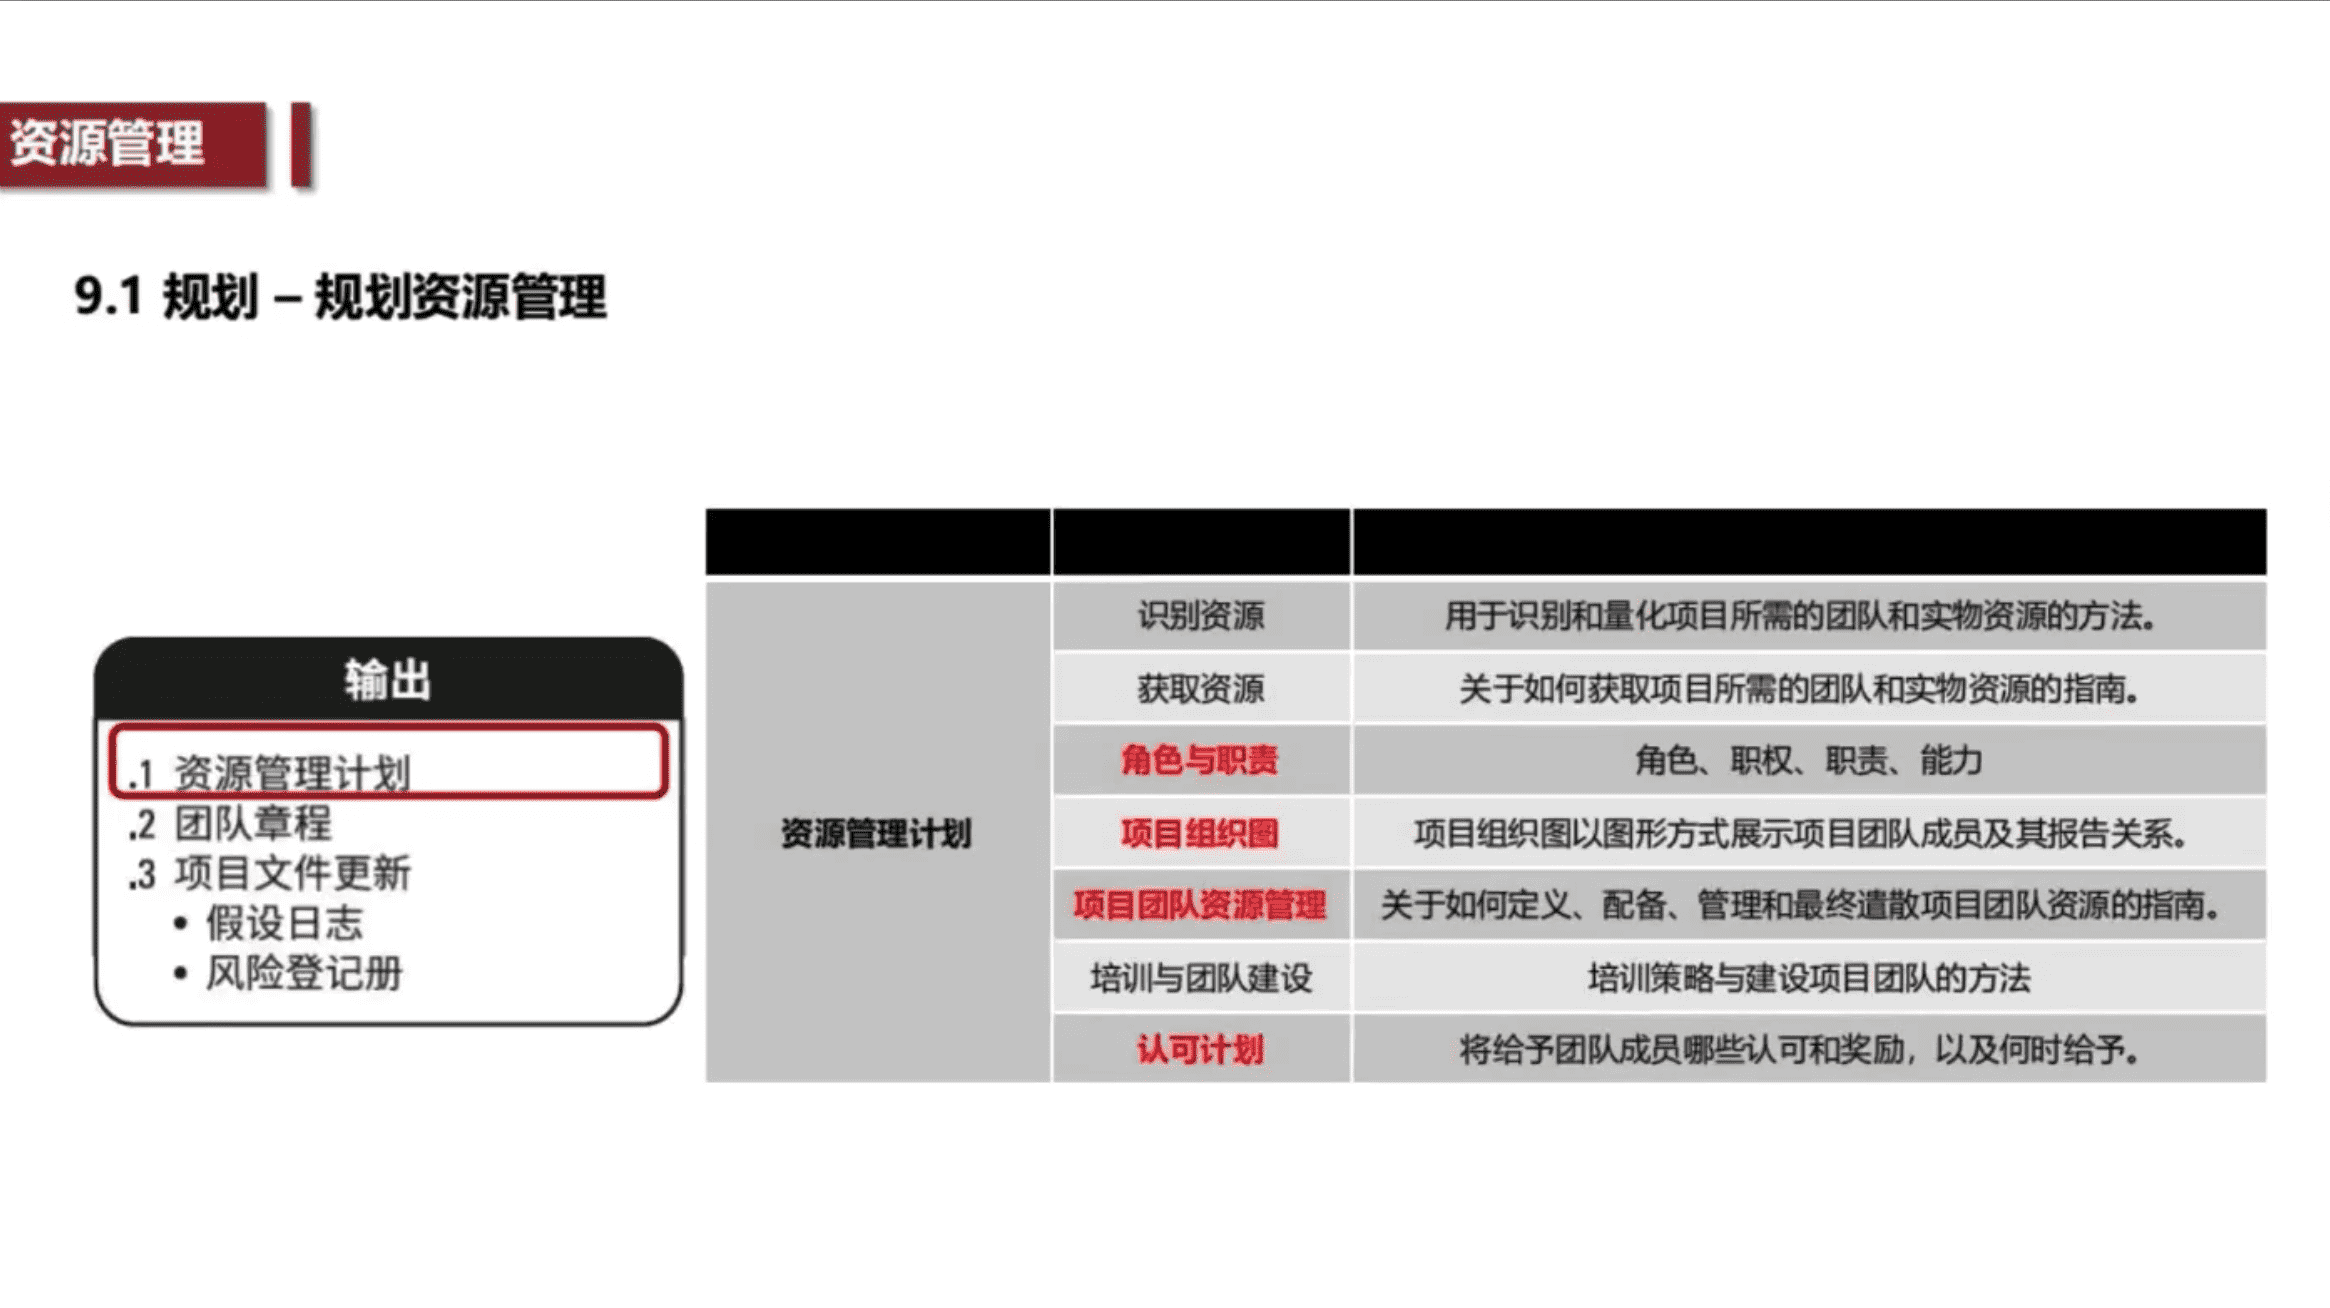 资源管理
9.1 规划 – 规划资源管理
输出
.1 资源管理计划
.2 团队章程
.3 项目文件更新
• 假设日志
• 风险登记册
资源管理计划
识别资源 用于识别和量化项目所需的团队和实物资源的方法。
获取资源 关于如何获取项目所需的团队和实物资源的指南。
角色与职责 角色、职权、职责、能力
项目组织图 项目组织图以图形方式展示项目团队成员及其报告关系。
项目团队资源管理 关于如何定义、配备、管理和最终遣散项目团队资源的指南。
培训与团队建设 培训策略与建设项目团队的方法
认可计划 将给予团队成员哪些认可和奖励，以及何时给予。